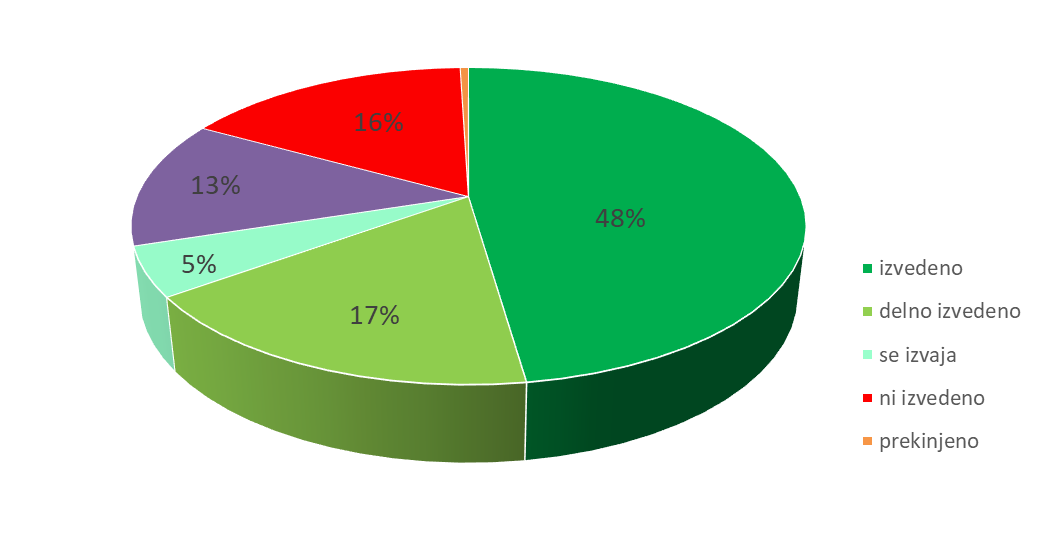 16%
13%
48%
5%
17%
izvedeno
delno izvedeno
se izvaja
ni izvedeno
prekinjeno